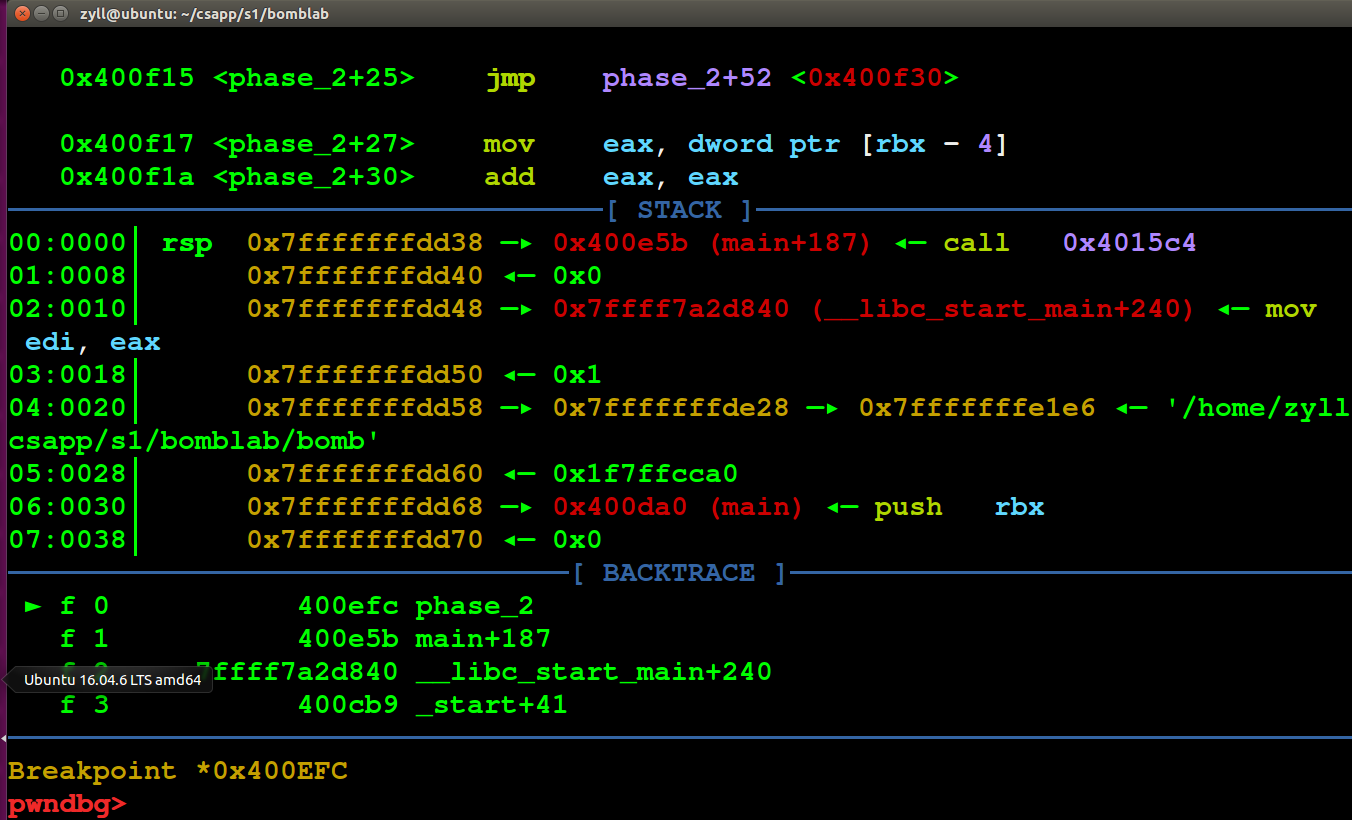 zyll@ubuntu: ~/csapp/s1/bomblab
0x400f15 <phase_2+25> jmp phase_2+52 <0x400f30>
0x400f17 <phase_2+27> mov eax, dword ptr [rbx - 4]
0x400f1a <phase_2+30> add eax, eax
[ STACK ]
00:0000│ rsp 0x7fffffffdd38 —▸ 0x400e5b (main+187) ◂— call 0x4015c4
01:0008│ 0x7fffffffdd40 ◂— 0x0
02:0010│ 0x7fffffffdd48 —▸ 0x7ffff7a2d840 (__libc_start_main+240) ◂— mov
edi, eax
03:0018│ 0x7fffffffdd50 ◂— 0x1
04:0020│ 0x7fffffffdd58 —▸ 0x7fffffffde28 —▸ 0x7fffffffe1e6 ◂— '/home/zyll
csapp/s1/bomblab/bomb'
05:0028│ 0x7fffffffdd60 ◂— 0x1f7ffcca0
06:0030│ 0x7fffffffdd68 —▸ 0x400da0 (main) ◂— push rbx
07:0038│ 0x7fffffffdd70 ◂— 0x0
[ BACKTRACE ]
► f 0 400efc phase_2
f 1 400e5b main+187
7ffff7a2d840 __libc_start_main+240
Ubuntu 16.04.6 LTS amd64
f 3 400cb9 _start+41
Breakpoint *0x400EFC
pwndbg>